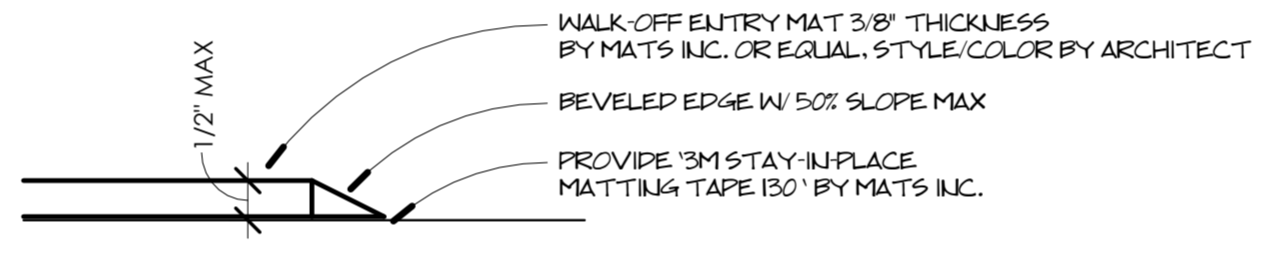 1/2" MAX
WALK-OFF ENTRY MAT 3/8" THICKNESS
BY MATS INC. OR EQUAL, STYLE/COLOR BY ARCHITECT
BEVELED EDGE W/ 50% SLOPE MAX
PROVIDE '3M STAY-IN-PLACE
MATTING TAPE 130 ' BY MATS INC.